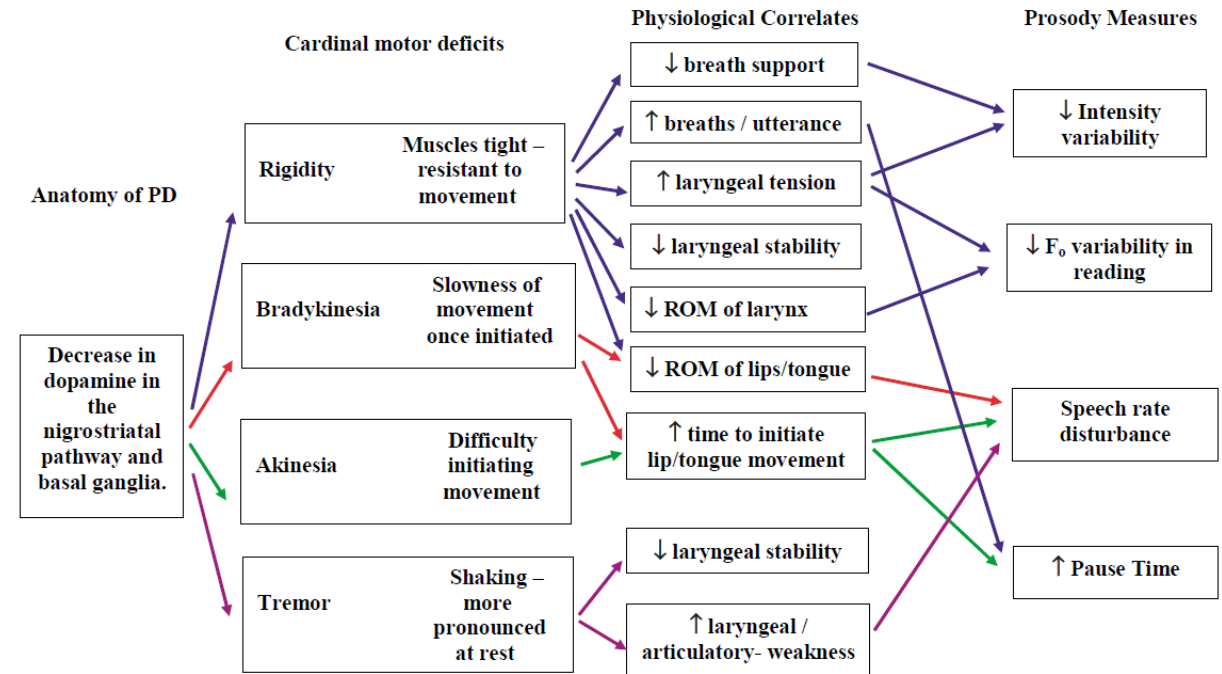 Anatomy of PD
Decrease in
dopamine in
the
nigrostriatal
pathway and
basal ganglia.
Cardinal motor deficits
Rigidity
Muscles tight –
resistant to
movement
Bradykinesia
Slowness of
movement
once initiated
Akinesia
Difficulty
initiating
movement
Tremor
Shaking –
more
pronounced
at rest
Physiological Correlates
↓ breath support
↑ breaths / utterance
↑ laryngeal tension
↓ laryngeal stability
↓ ROM of larynx
↓ ROM of lips/tongue
↑ time to initiate
lip/tongue movement
↓ laryngeal stability
↑ laryngeal /
articulatory- weakness
Prosody Measures
↓ Intensity
variability
↓ Fₒ variability in
reading
Speech rate
disturbance
↑ Pause Time